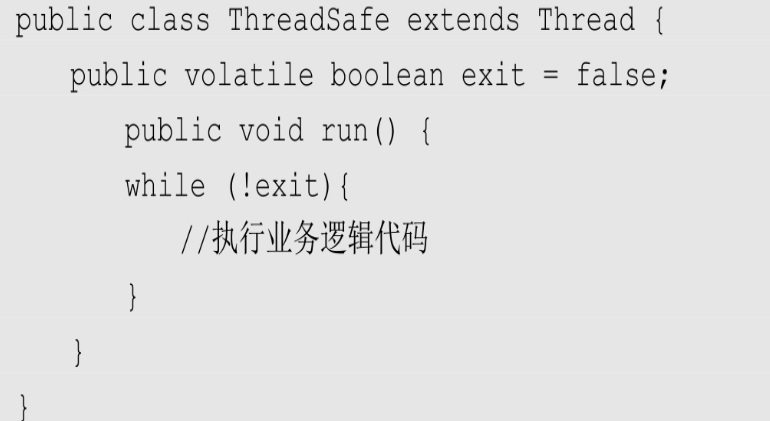 public class ThreadSafe extends Thread {
public volatile boolean exit = false;
public void run() {
while (!exit){
//执行业务逻辑代码
}
}
}